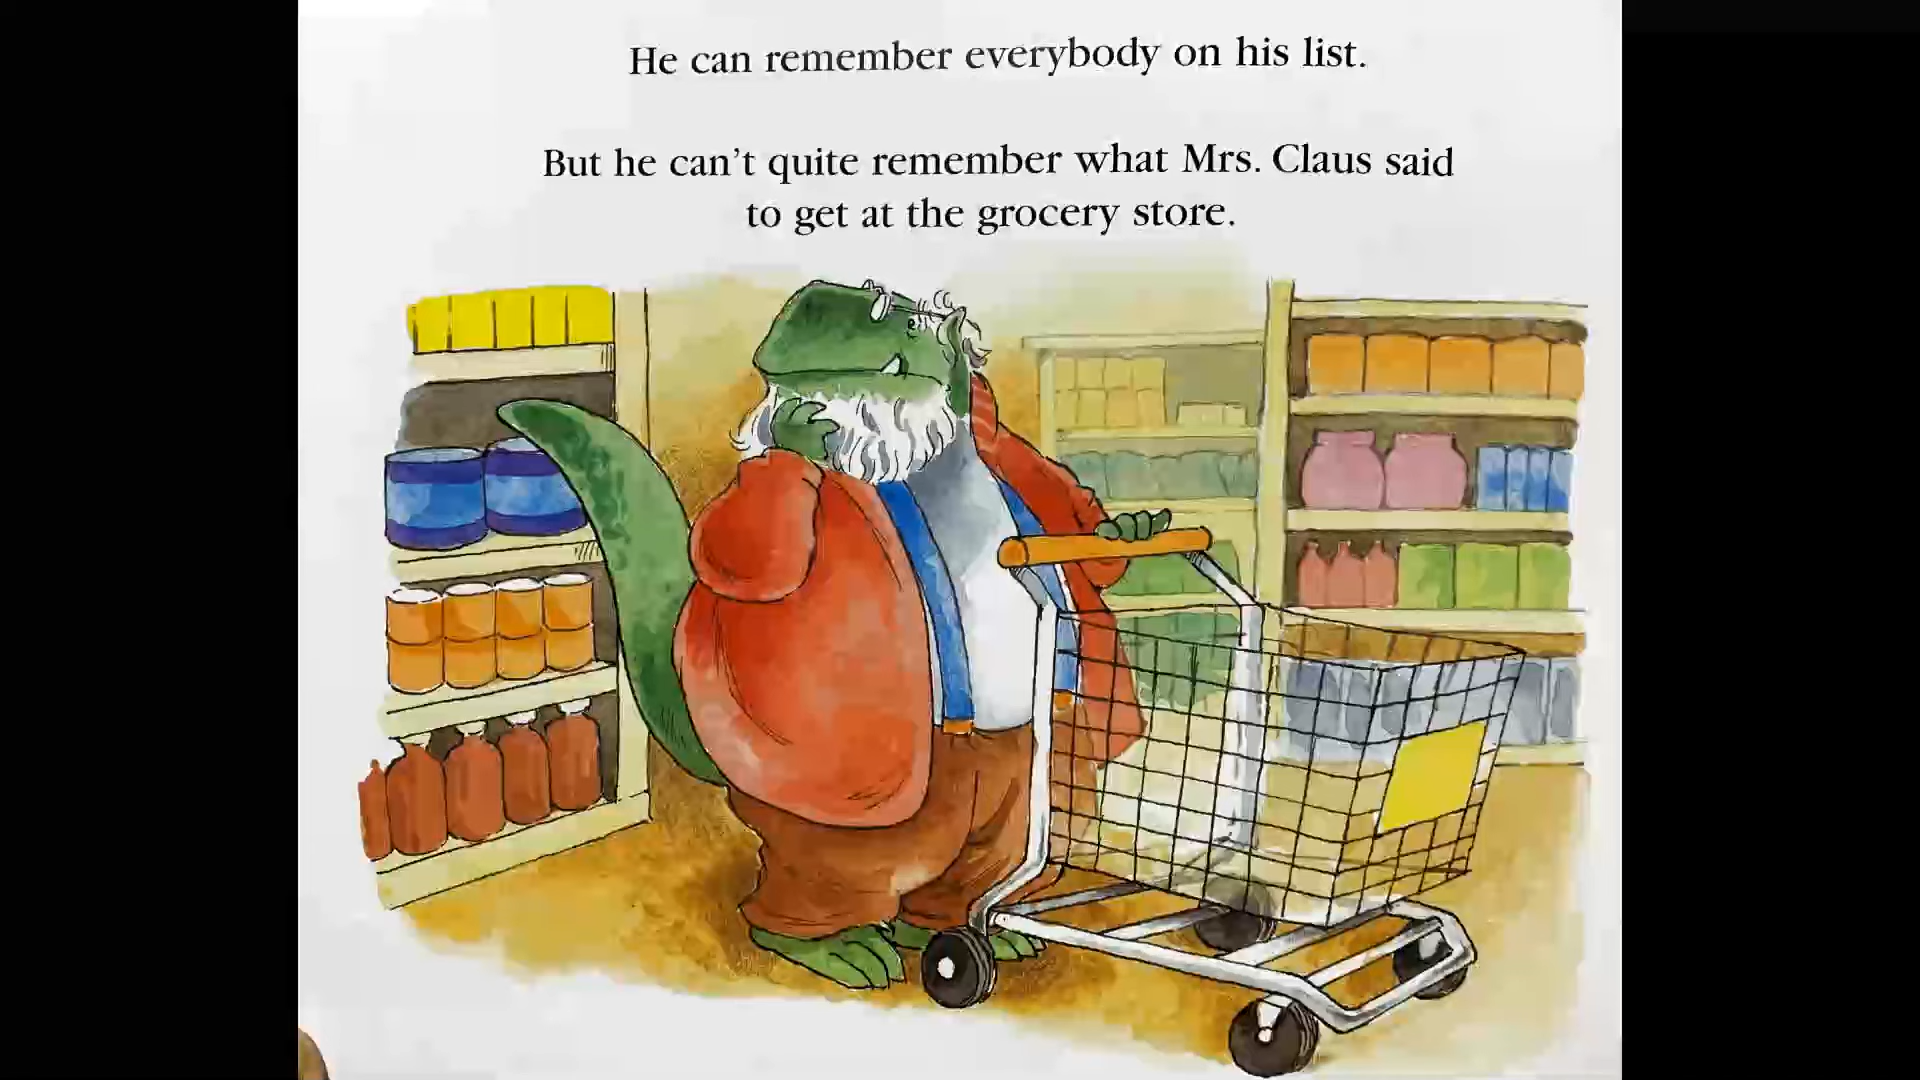 He can remember everybody on his list.
But he can't quite remember what Mrs. Claus said
to get at the grocery store.